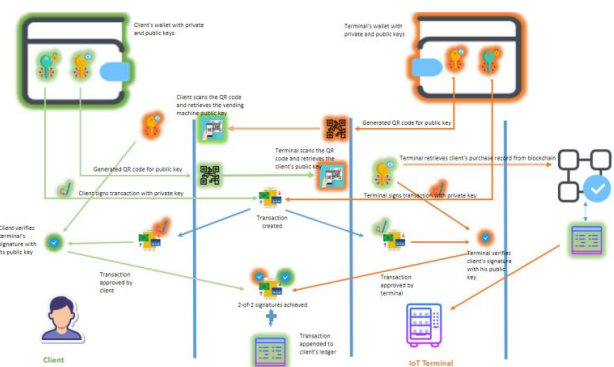 Client's wallet with private
and public keys
Terminal's wallet with
private and public keys
Client scans the QR code
and retrieves the vending
machine public key
Generated QR code for public key
Terminal scans the QR
code and retrieves the
client's public key
Generated QR code for public key
Terminal retrieves client's purchase record from blockchain
Client signs transaction with private key
Terminal signs transaction with private key
Transaction
created
Client verifies
terminal's
signature with
its public key
Terminal verifies
client's signature
with his public
key
Transaction
approved by
client
Transaction
approved by
terminal
2-of-2 signatures achieved
Transaction
appended to
client's ledger
Client
IoT Terminal